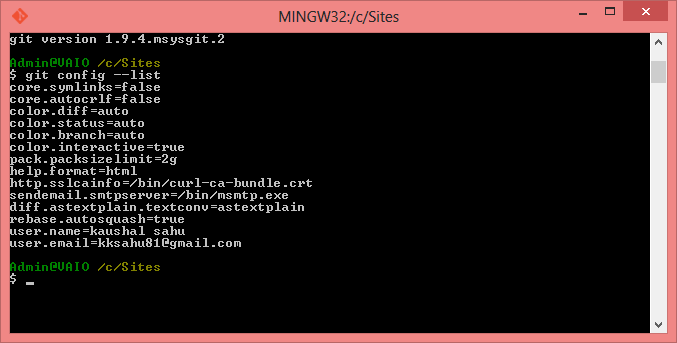 MINGW32:/c/Sites
git version 1.9.4.msysgit.2
Admin@VAIO /c/Sites
$ git config --list
core.symlinks=false
core.autocrlf=false
color.diff=auto
color.status=auto
color.branch=auto
color.interactive=true
pack.packsizelimit=2g
help.format=html
http.sslcainfo=/bin/curl-ca-bundle.crt
sendemail.smtpserver=/bin/msmtp.exe
diff.astextplain.textconv=astextplain
rebase.autosquash=true
user.name=kaushal sahu
user.email=kksahu81@gmail.com
Admin@VAIO /c/Sites
$ _